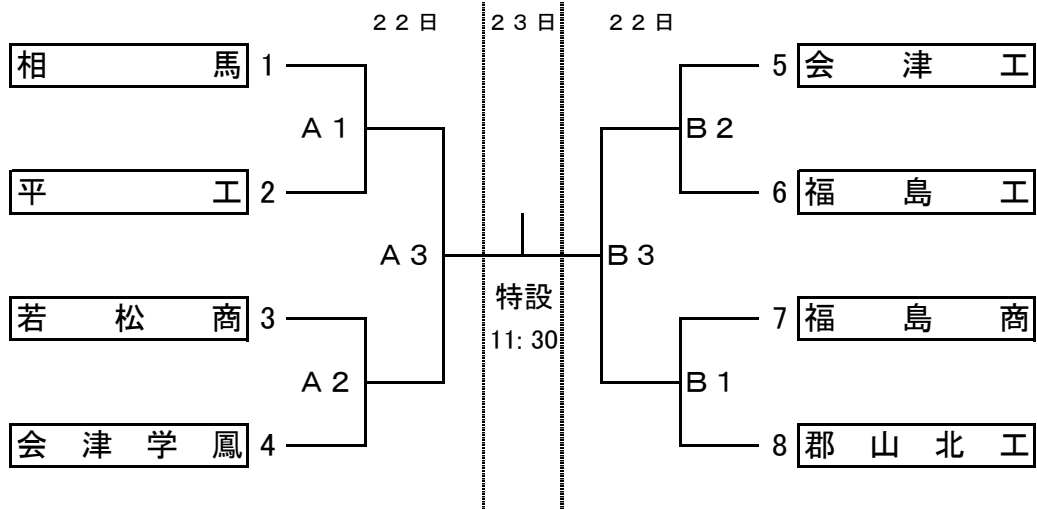 ２２日 ２３日 ２２日
相馬 1 5 会津工
A１ B２
平工 2 6 福島工
A３ B３
特設
若松商 3 7 福島商
11:30
A２ B１
会津学鳳 4 8 郡山北工